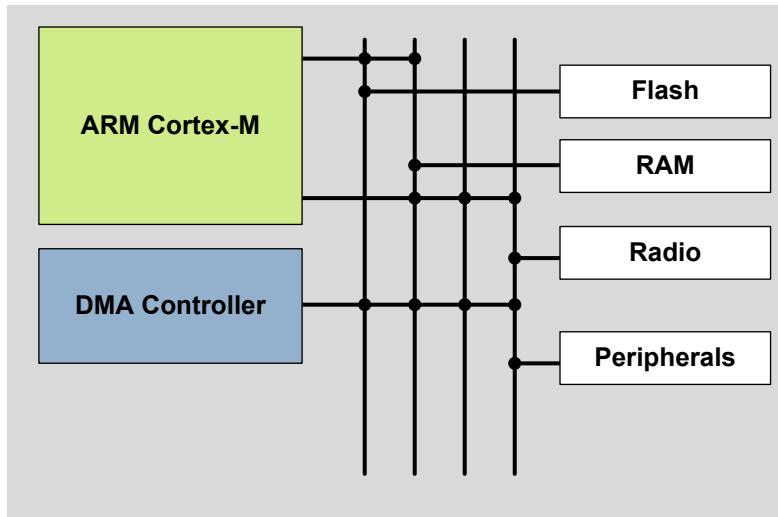 ARM Cortex-M
DMA Controller
Flash
RAM
Radio
Peripherals